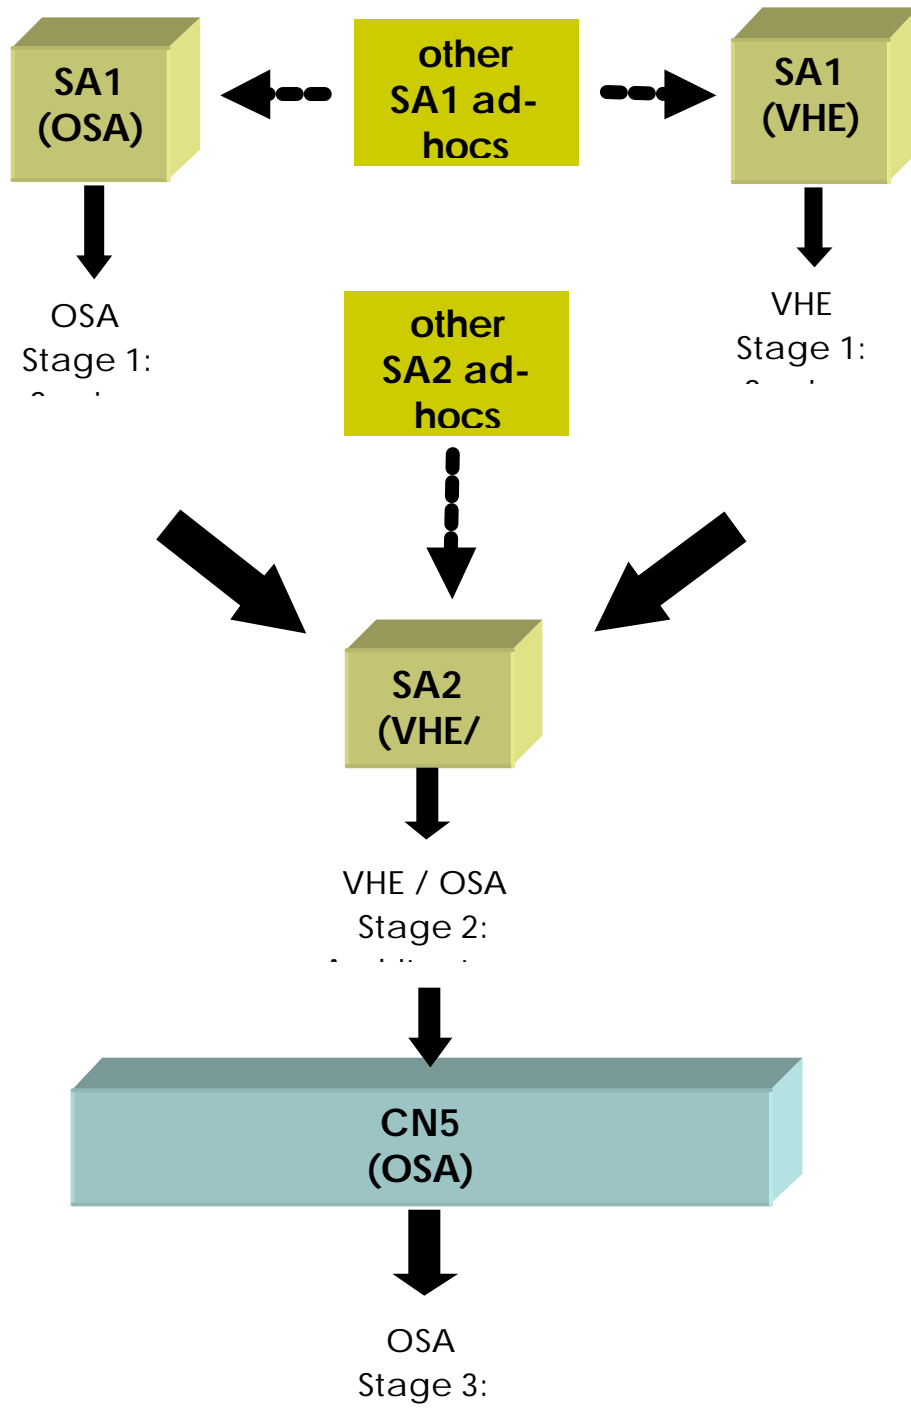 SA1
(OSA)
other
SA1 ad-
hocs
SA1
(VHE)
OSA
Stage 1:
other
SA2 ad-
hocs
VHE
Stage 1:
SA2
(VHE/
VHE / OSA
Stage 2:
CN5
(OSA)
OSA
Stage 3: